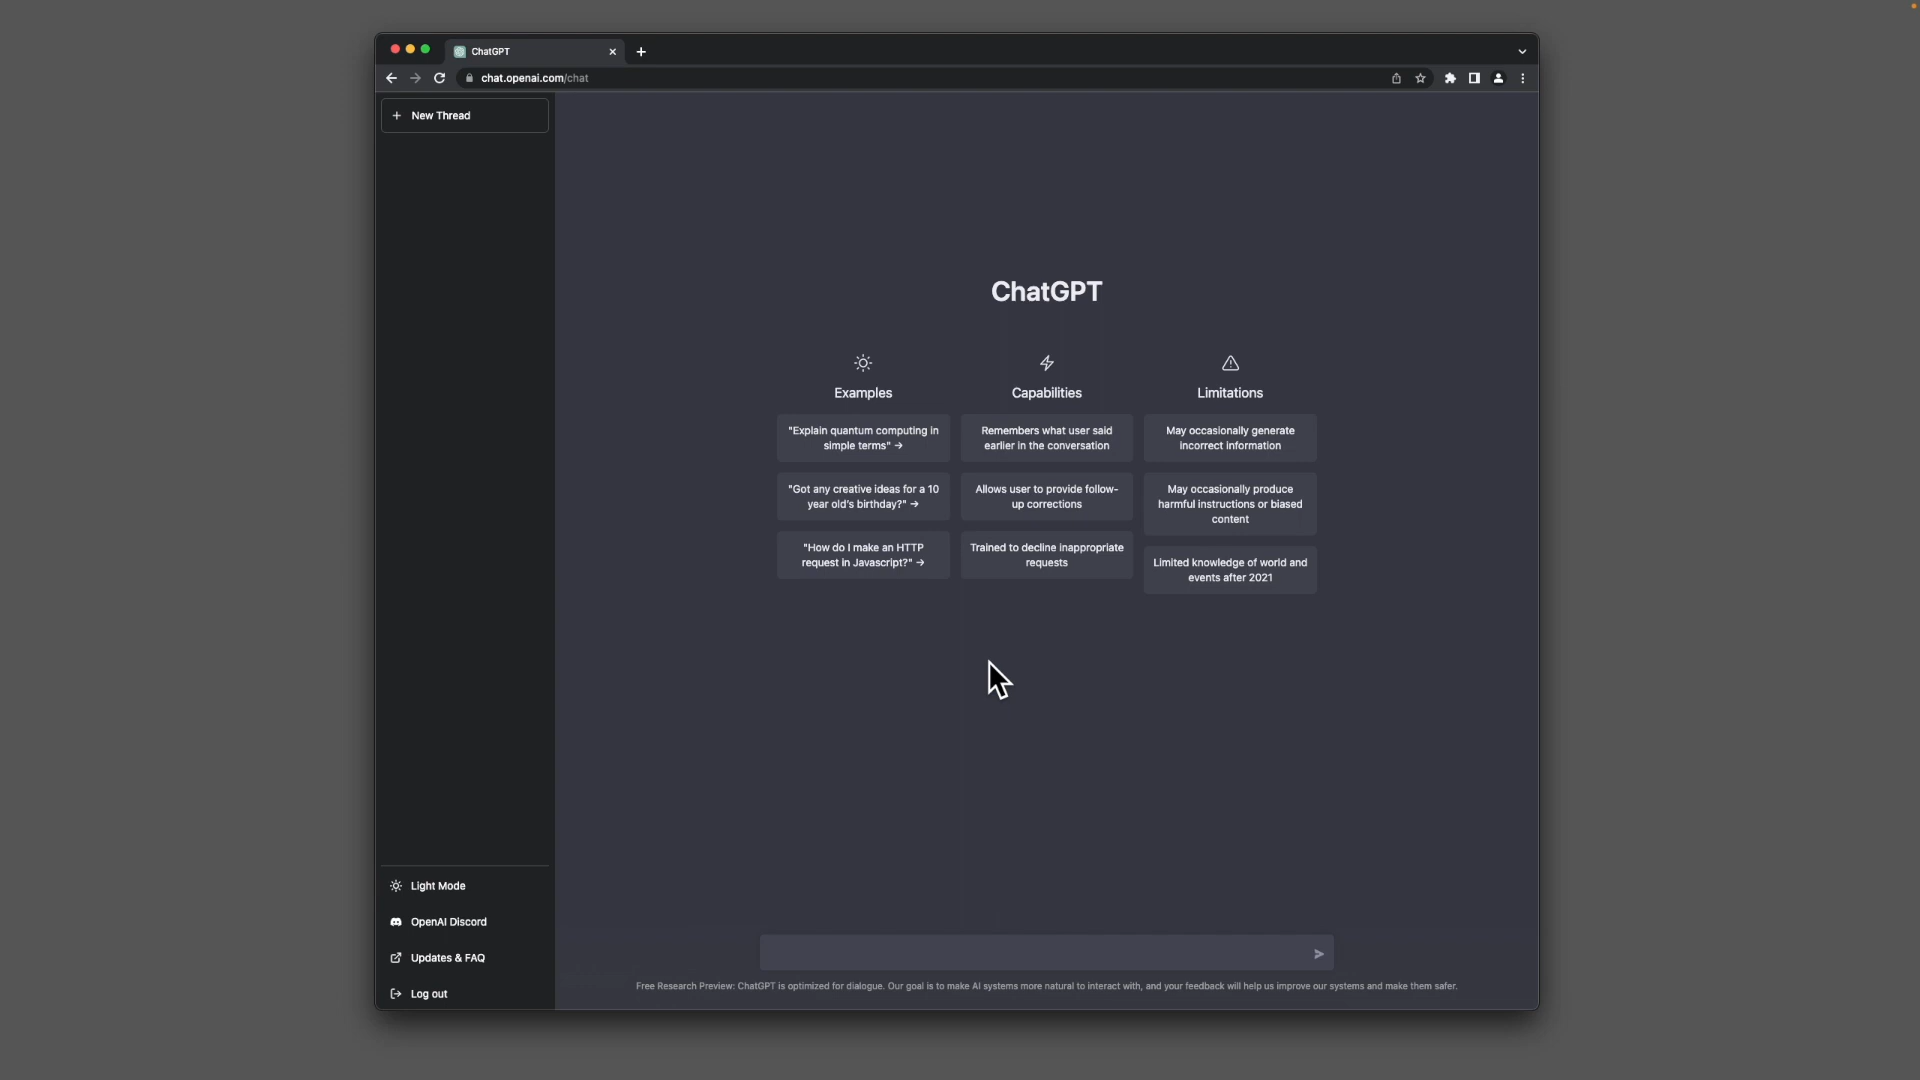 ChatGPT
chat.openai.com/chat
New Thread
ChatGPT
Examples
"Explain quantum computing in
simple terms" →
"Got any creative ideas for a 10
year old's birthday?" →
"How do I make an HTTP
request in Javascript?" →
Capabilities
Remembers what user said
earlier in the conversation
Allows user to provide follow-
up corrections
Trained to decline inappropriate
requests
Limitations
May occasionally generate
incorrect information
May occasionally produce
harmful instructions or biased
content
Limited knowledge of world and
events after 2021
Light Mode
OpenAI Discord
Updates & FAQ
Log out
Free Research Preview: ChatGPT is optimized for dialogue. Our goal is to make AI systems more natural to interact with, and your feedback will help us improve our systems and make them safer.